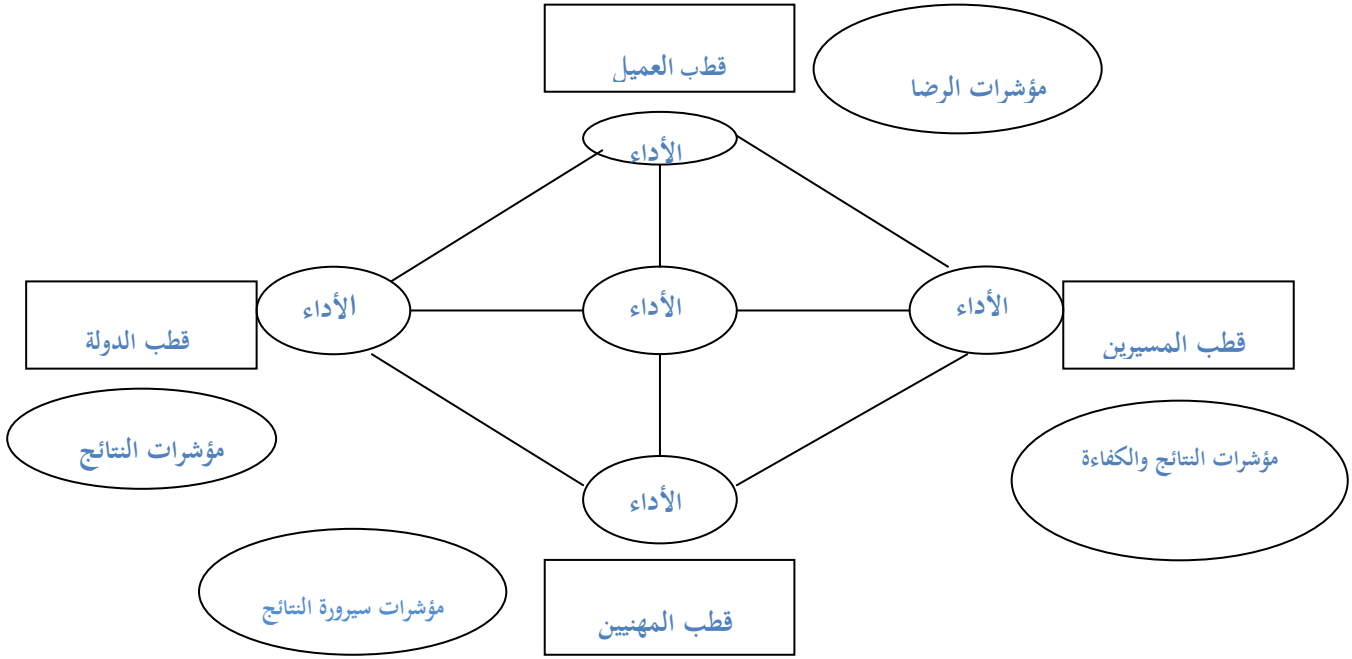 قطب العميل
مؤشرات الرضا
الأداء
الأداء
الأداء
الأداء
قطب المسيرين
قطب الدولة
مؤشرات النتائج
مؤشرات النتائج والكفاءة
الأداء
مؤشرات سيرورة النتائج
قطب المهنيين